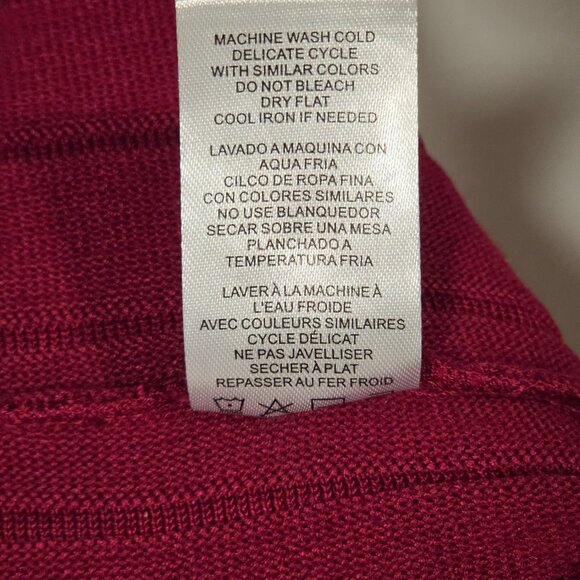 MACHINE WASH COLD
DELICATE CYCLE
WITH SIMILAR COLORS
DO NOT BLEACH
DRY FLAT
COOL IRON IF NEEDED
LAVADO A MAQUINA CON
AQUA FRIA
CILCO DE ROPA FINA
CON COLORES SIMILARES
NO USE BLANQUEDOR
SECAR SOBRE UNA MESA
PLANCHADO A
TEMPERATURA FRIA
LAVER À LA MACHINE À
L'EAU FROIDE
AVEC COULEURS SIMILAIRES
CYCLE DÉLICAT
NE PAS JAVELLISER
SECHER À PLAT
REPASSER AU FER FROID